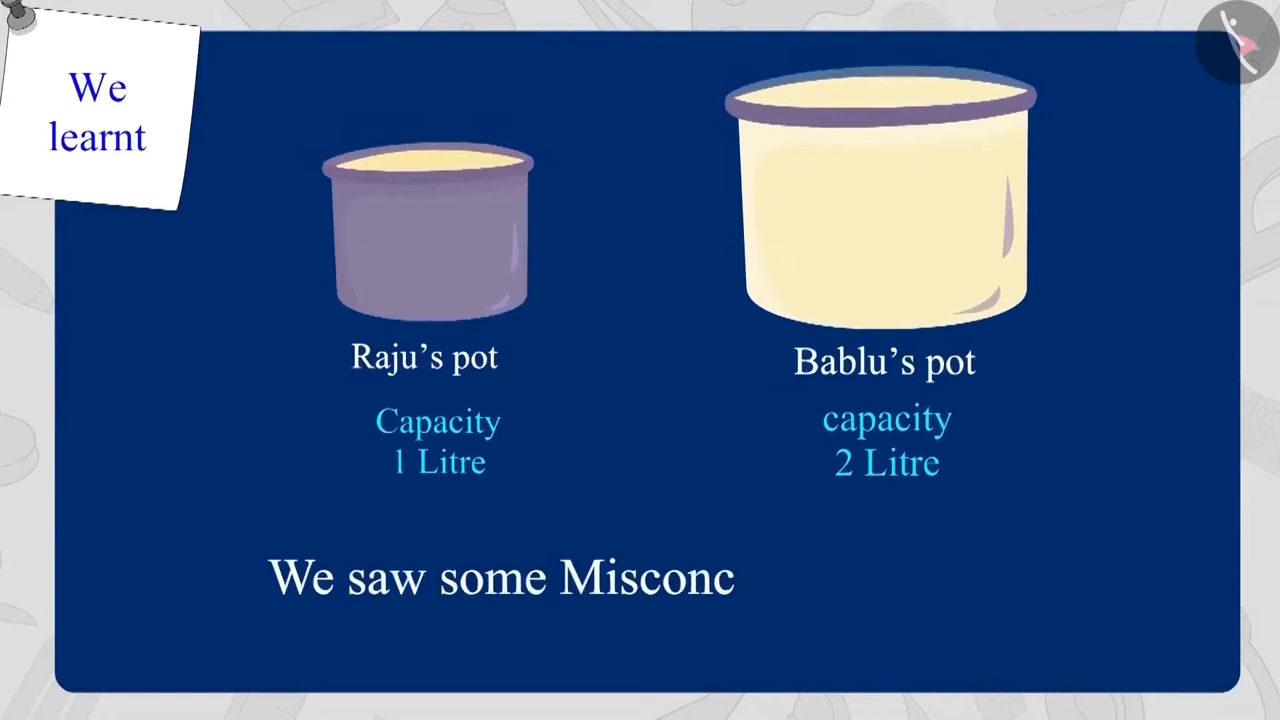 We
learnt
Raju's pot
Bablu's pot
Capacity
1 Litre
capacity
2 Litre
We saw some Misconc